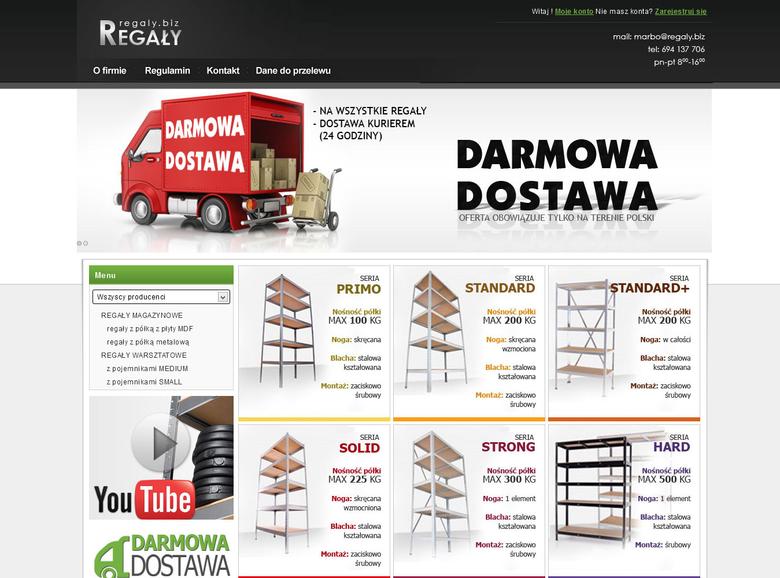 regaly.biz
REGAŁY
Witaj ! Moje konto Nie masz konta? Zarejestruj się
mail: marbo@regaly.biz
tel: 694 137 706
pn-pt 8⁰⁰-16⁰⁰
O firmie
Regulamin
Kontakt
Dane do przelewu
DARMOWA
DOSTAWA
- NA WSZYSTKIE REGAŁY
- DOSTAWA KURIEREM
(24 GODZINY)
DARMOWA
DOSTAWA
OFERTA OBOWIĄZUJE TYLKO NA TERENIE POLSKI
Menu
Wszyscy producenci
REGAŁY MAGAZYNOWE
regały z półką z płyty MDF
regały z półką metalową
REGAŁY WARSZTATOWE
z pojemnikami MEDIUM
z pojemnikami SMALL
YouTube
DARMOWA
DOSTAWA
SERIA
PRIMO
Nośność półki
MAX 100 KG
Noga: skręcana
Blacha: stalowa
kształtowana
Montaż: zaciskowo
śrubowy
SERIA
STANDARD
Nośność półki
MAX 200 KG
Noga: skręcana
wzmocniona
Blacha: stalowa
kształtowana
Montaż: zaciskowo
śrubowy
SERIA
STANDARD+
Nośność półki
MAX 200 KG
Noga: w całości
Blacha: stalowa
kształtowana
Montaż: zaciskowo
śrubowy
SERIA
SOLID
Nośność półki
MAX 225 KG
Noga: skręcana
wzmocniona
Blacha: stalowa
kształtowana
Montaż: zaciskowo
śrubowy
SERIA
STRONG
Nośność półki
MAX 300 KG
Noga: 1 element
Blacha: stalowa
kształtowana
Montaż: zaciskowo
śrubowy
SERIA
HARD
Nośność półki
MAX 500 KG
Noga: 1 element
Blacha: stalowa
kształtowana
Montaż: śrubowy